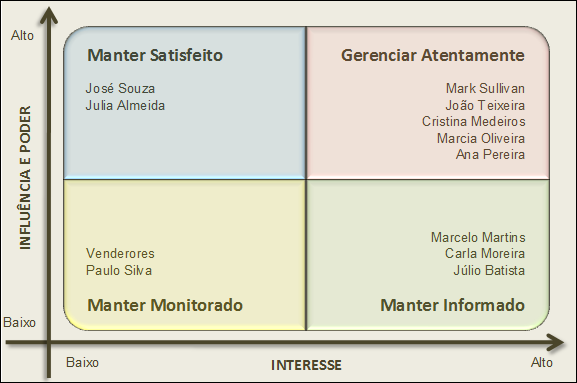 Alto
INFLUÊNCIA E PODER
Baixo
Manter Satisfeito
José Souza
Julia Almeida
Gerenciar Atentamente
Mark Sullivan
João Teixeira
Cristina Medeiros
Marcia Oliveira
Ana Pereira
Venderores
Paulo Silva
Manter Monitorado
Marcelo Martins
Carla Moreira
Júlio Batista
Manter Informado
Baixo
INTERESSE
Alto